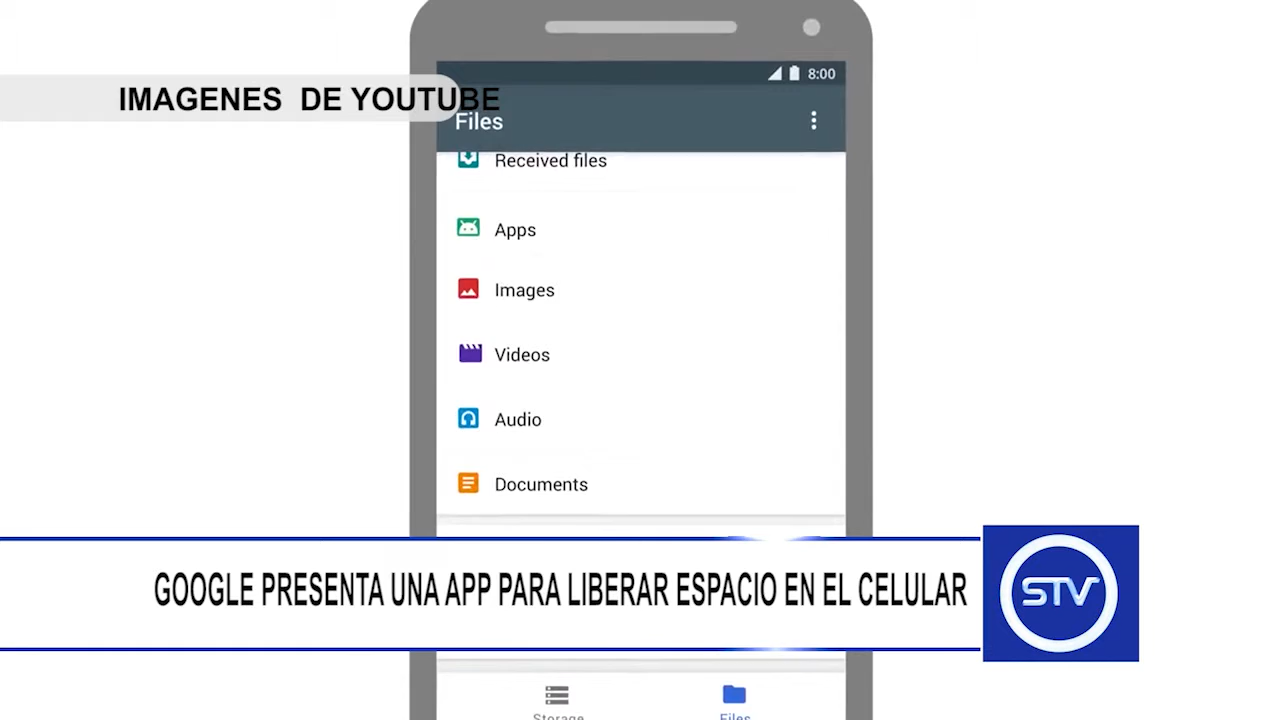 8:00
IMAGENES DE YOUTUBE
Files
Received files
Apps
Images
Videos
Audio
Documents
GOOGLE PRESENTA UNA APP PARA LIBERAR ESPACIO EN EL CELULAR
STV
Storage
Files